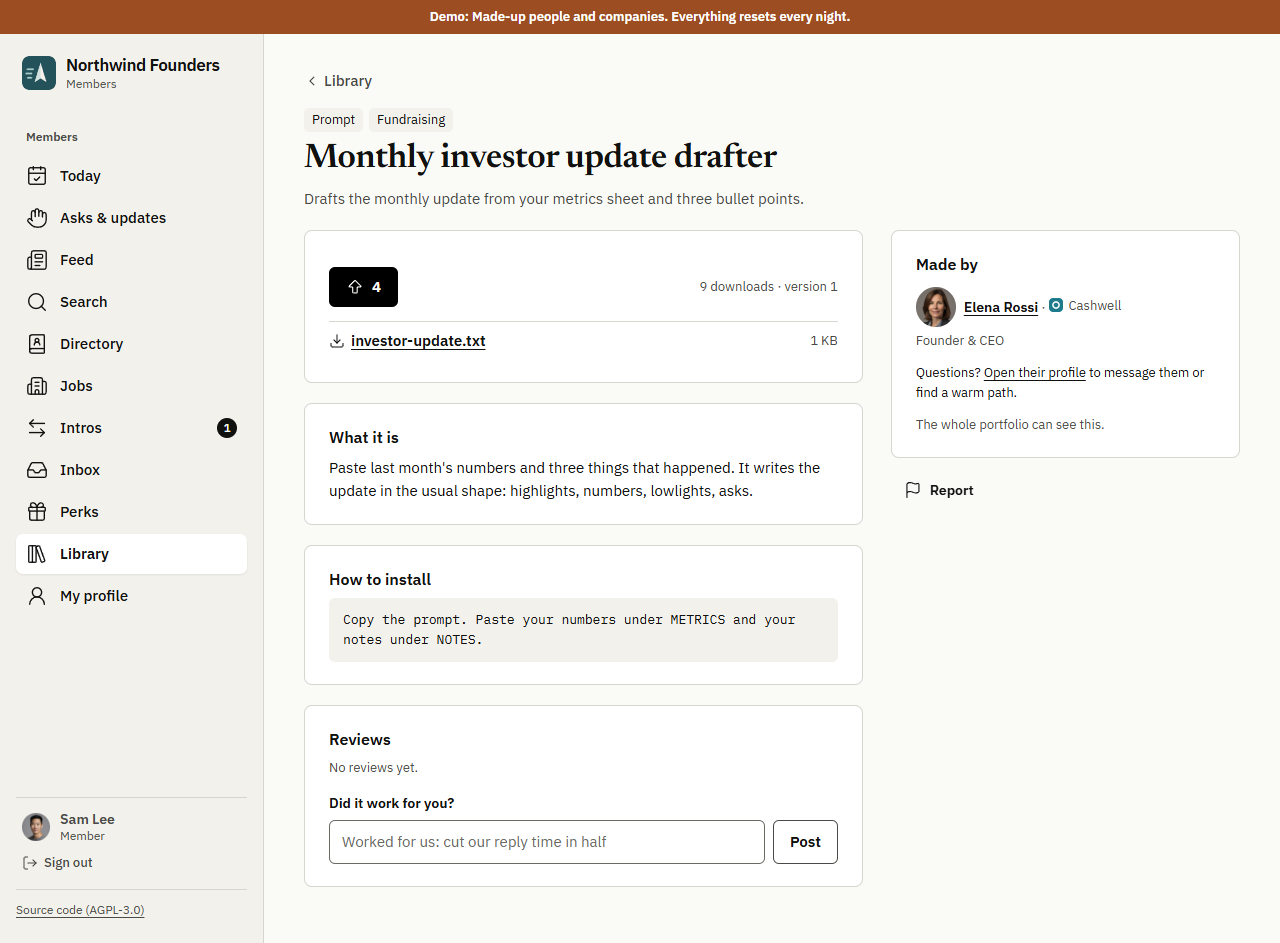 Demo: Made-up people and companies. Everything resets every night.
Northwind Founders
Members
Members
Today
Asks & updates
Feed
Search
Directory
Jobs
Intros
1
Inbox
Perks
Library
My profile
Sam Lee
Member
Sign out
Source code (AGPL-3.0)
Library
Prompt
Fundraising
Monthly investor update drafter
Drafts the monthly update from your metrics sheet and three bullet points.
4
9 downloads · version 1
investor-update.txt
1 KB
What it is
Paste last month's numbers and three things that happened. It writes the
update in the usual shape: highlights, numbers, lowlights, asks.
How to install
Copy the prompt. Paste your numbers under METRICS and your
notes under NOTES.
Reviews
No reviews yet.
Did it work for you?
Worked for us: cut our reply time in half
Post
Made by
Elena Rossi · Cashwell
Founder & CEO
Questions? Open their profile to message them or
find a warm path.
The whole portfolio can see this.
Report